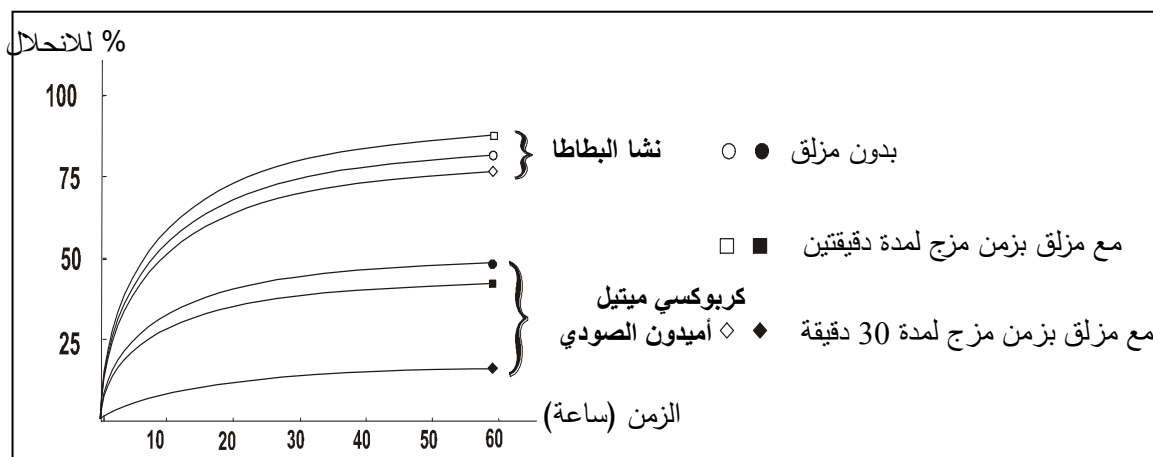 % للانحلال
100
75
50
25
10 20 30 40 50 60
الزمن (ساعة)
نشا البطاطا
كربوكسي ميتيل
أميدون الصودي
بدون مزلق
مع مزلق بزمن مزج لمدة دقيقتين
مع مزلق بزمن مزج لمدة 30 دقيقة